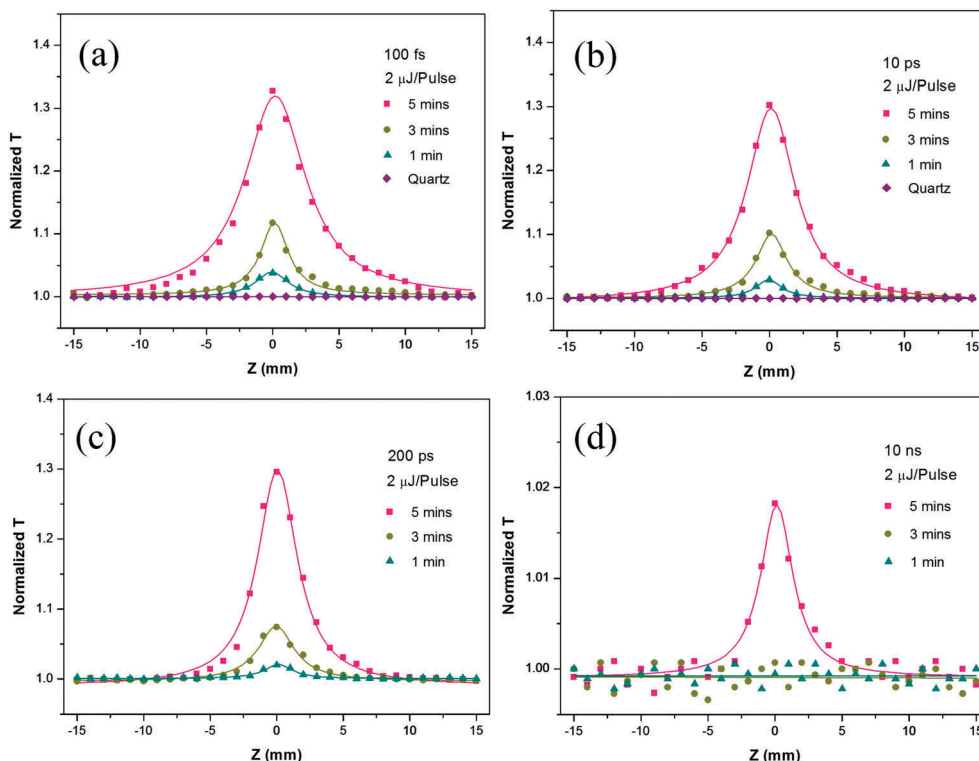 (a)
100 fs
2 μJ/Pulse
5 mins
3 mins
1 min
Quartz
1.4
1.3
1.2
1.1
1.0
Normalized T
-15 -10 -5 0 5 10 15
Z (mm)
(b)
10 ps
2 μJ/Pulse
5 mins
3 mins
1 min
Quartz
1.4
1.3
1.2
1.1
1.0
Normalized T
-15 -10 -5 0 5 10 15
Z (mm)
(c)
200 ps
2 μJ/Pulse
5 mins
3 mins
1 min
1.4
1.3
1.2
1.1
1.0
Normalized T
-15 -10 -5 0 5 10 15
Z (mm)
(d)
10 ns
2 μJ/Pulse
5 mins
3 mins
1 min
1.03
1.02
1.01
1.00
Normalized T
-15 -10 -5 0 5 10 15
Z (mm)